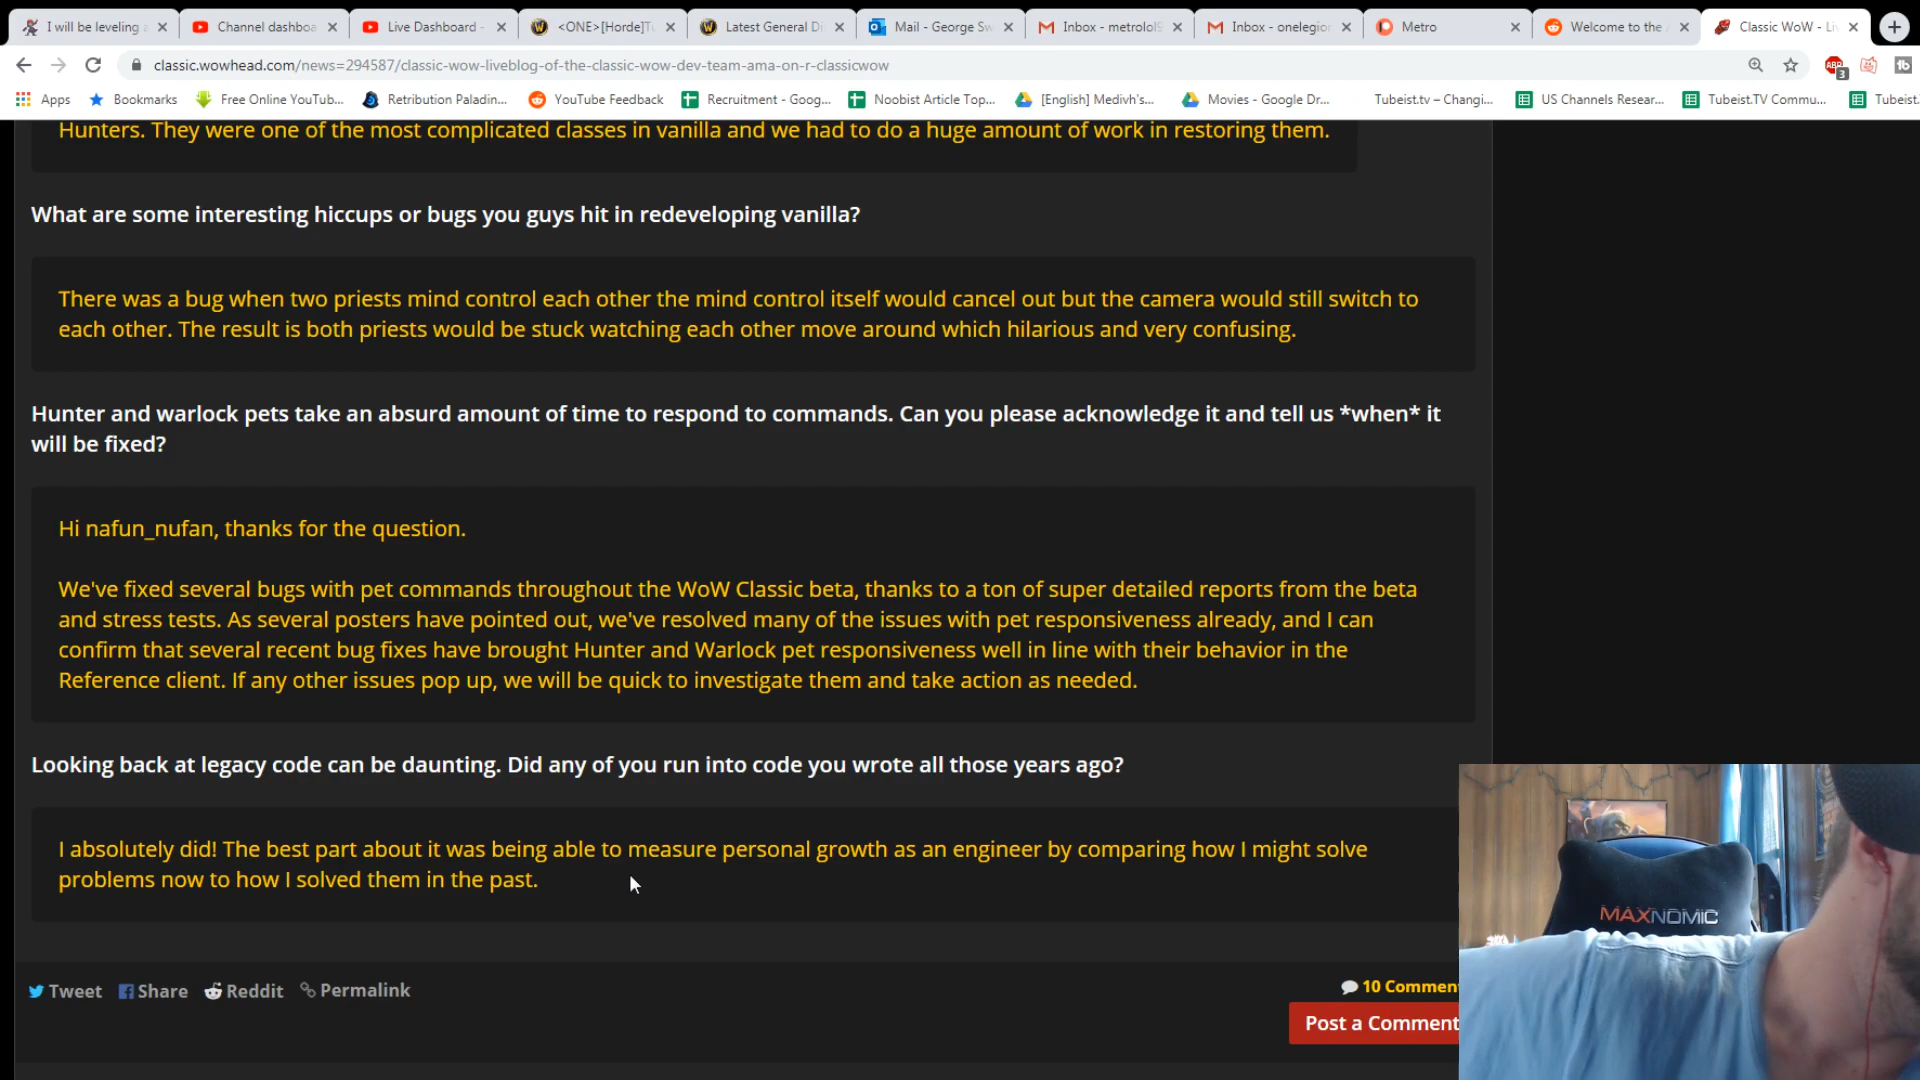 I will be leveling a
Channel dashboa
Live Dashboard -
<ONE>[Horde]Tu
Latest General Di
Mail - George Sw
Inbox - metrolol9
Inbox - onelegion
Metro
Welcome to the A
Classic WoW - Li
classic.wowhead.com/news=294587/classic-wow-liveblog-of-the-classic-wow-dev-team-ama-on-r-classicwow
ABP
3
tb
Apps
Bookmarks
Free Online YouTub...
Retribution Paladin...
YouTube Feedback
Recruitment - Goog...
Noobist Article Top...
[English] Medivh's...
Movies - Google Dr...
Tubeist.tv – Changi...
US Channels Resear...
Tubeist.TV Commu...
Tubeist.
Hunters. They were one of the most complicated classes in vanilla and we had to do a huge amount of work in restoring them.
What are some interesting hiccups or bugs you guys hit in redeveloping vanilla?
There was a bug when two priests mind control each other the mind control itself would cancel out but the camera would still switch to
each other. The result is both priests would be stuck watching each other move around which hilarious and very confusing.
Hunter and warlock pets take an absurd amount of time to respond to commands. Can you please acknowledge it and tell us *when* it
will be fixed?
Hi nafun_nufan, thanks for the question.
We've fixed several bugs with pet commands throughout the WoW Classic beta, thanks to a ton of super detailed reports from the beta
and stress tests. As several posters have pointed out, we've resolved many of the issues with pet responsiveness already, and I can
confirm that several recent bug fixes have brought Hunter and Warlock pet responsiveness well in line with their behavior in the
Reference client. If any other issues pop up, we will be quick to investigate them and take action as needed.
Looking back at legacy code can be daunting. Did any of you run into code you wrote all those years ago?
I absolutely did! The best part about it was being able to measure personal growth as an engineer by comparing how I might solve
problems now to how I solved them in the past.
Tweet
Share
Reddit
Permalink
10 Commen
Post a Comment
MAXNOMIC